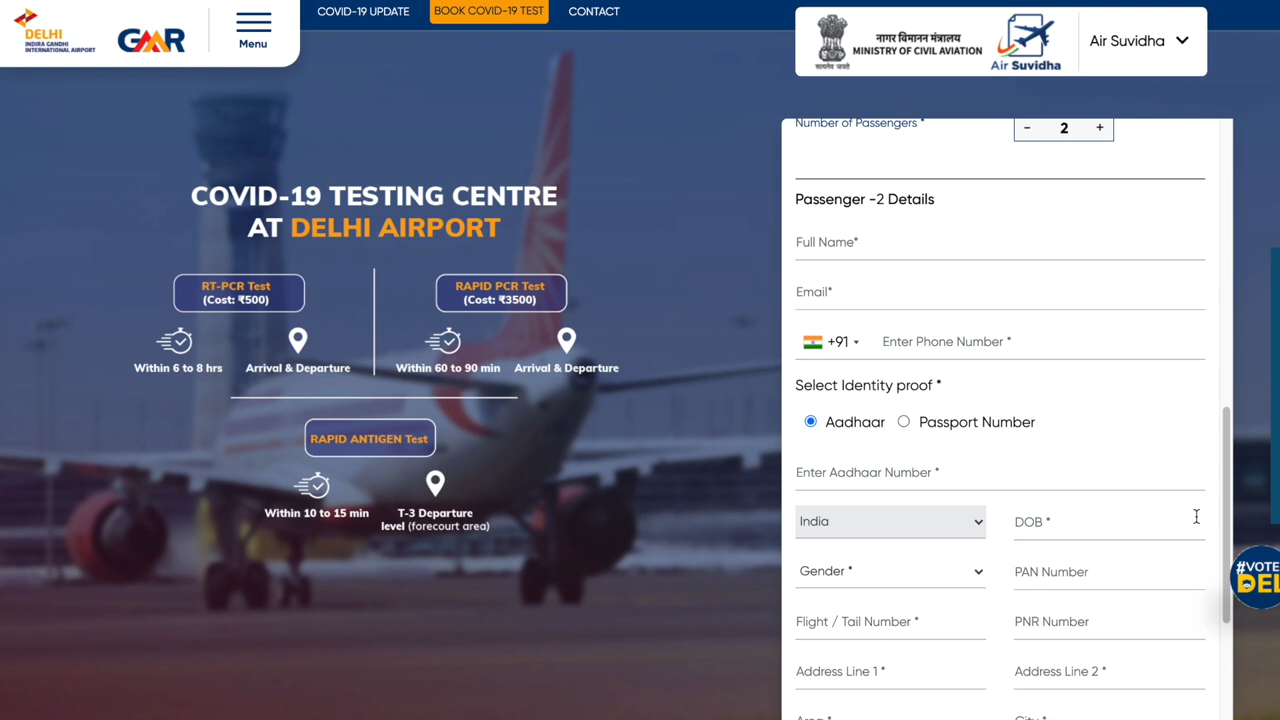 DELHI
INDIRA GANDHI
INTERNATIONAL AIRPORT
GMR
Menu
COVID-19 UPDATE
BOOK COVID-19 TEST
CONTACT
सत्यमेव जयते
नागर विमानन मंत्रालय
MINISTRY OF CIVIL AVIATION
Air Suvidha
Air Suvidha
COVID-19 TESTING CENTRE
AT DELHI AIRPORT
RT-PCR Test
(Cost: ₹500)
RAPID PCR Test
(Cost: ₹3500)
Within 6 to 8 hrs
Arrival & Departure
Within 60 to 90 min
Arrival & Departure
RAPID ANTIGEN Test
Within 10 to 15 min
T-3 Departure
level (forecourt area)
Number of Passengers *
- 2 +
Passenger -2 Details
Full Name*
Email*
+91
Enter Phone Number *
Select Identity proof *
Aadhaar
Passport Number
Enter Aadhaar Number *
India
DOB *
Gender *
PAN Number
Flight / Tail Number *
PNR Number
Address Line 1 *
Address Line 2 *
Area *
City *
#VOTE
DEL